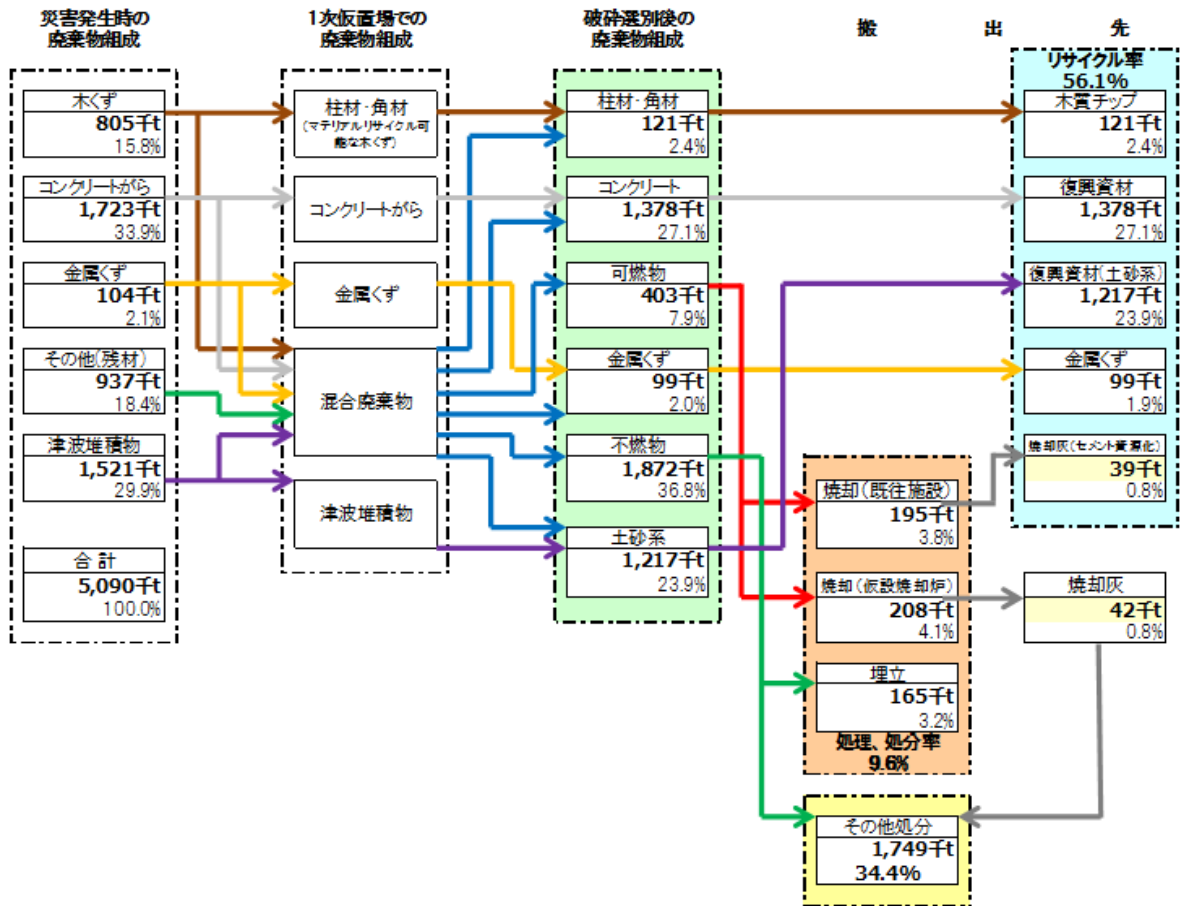 災害発生時の
廃棄物組成
木くず
805千t
15.8%
コンクリートがら
1,723千t
33.9%
金属くず
104千t
2.1%
その他(残材)
937千t
18.4%
津波堆積物
1,521千t
29.9%
合計
5,090千t
100.0%
1次仮置場での
廃棄物組成
柱材・角材
(マテリアルリサイクル可
能な木くず)
コンクリートがら
金属くず
混合廃棄物
津波堆積物
破砕選別後の
廃棄物組成
柱材・角材
121千t
2.4%
コンクリート
1,378千t
27.1%
可燃物
403千t
7.9%
金属くず
99千t
2.0%
不燃物
1,872千t
36.8%
土砂系
1,217千t
23.9%
搬 出 先
焼却(既往施設)
195千t
3.8%
焼却(仮設焼却炉)
208千t
4.1%
埋立
165千t
3.2%
処理、処分率
9.6%
その他処分
1,749千t
34.4%
リサイクル率
56.1%
木質チップ
121千t
2.4%
復興資材
1,378千t
27.1%
復興資材(土砂系)
1,217千t
23.9%
金属くず
99千t
1.9%
焼却灰(セメント資源化)
39千t
0.8%
焼却灰
42千t
0.8%